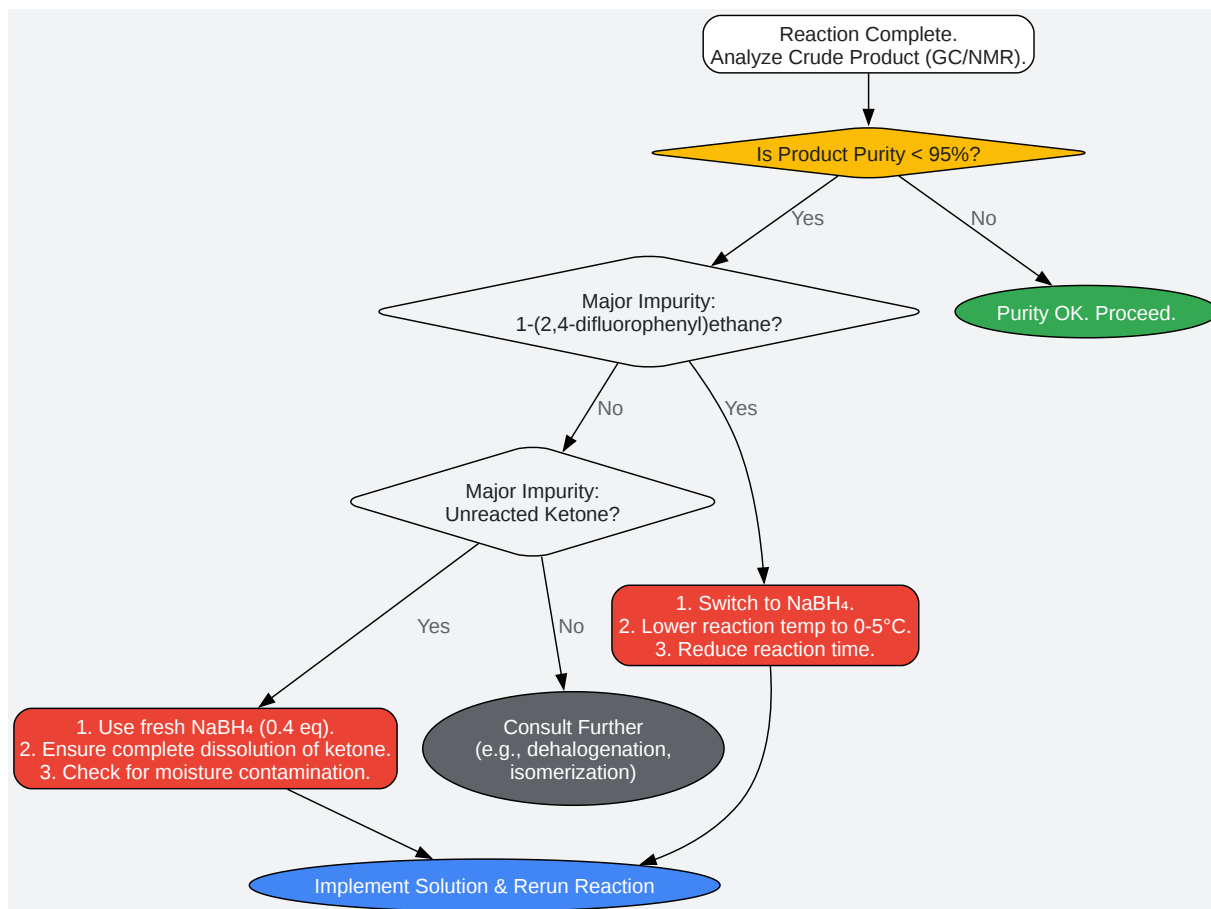 Reaction Complete.
Analyze Crude Product (GC/NMR).
Is Product Purity < 95%?
Yes
No
Major Impurity:
1-(2,4-difluorophenyl)ethane?
Purity OK. Proceed.
No
Yes
Major Impurity:
Unreacted Ketone?
1. Switch to NaBH₄.
2. Lower reaction temp to 0-5°C.
3. Reduce reaction time.
Yes
No
1. Use fresh NaBH₄ (0.4 eq).
2. Ensure complete dissolution of ketone.
3. Check for moisture contamination.
Consult Further
(e.g., dehalogenation,
isomerization)
Implement Solution & Rerun Reaction